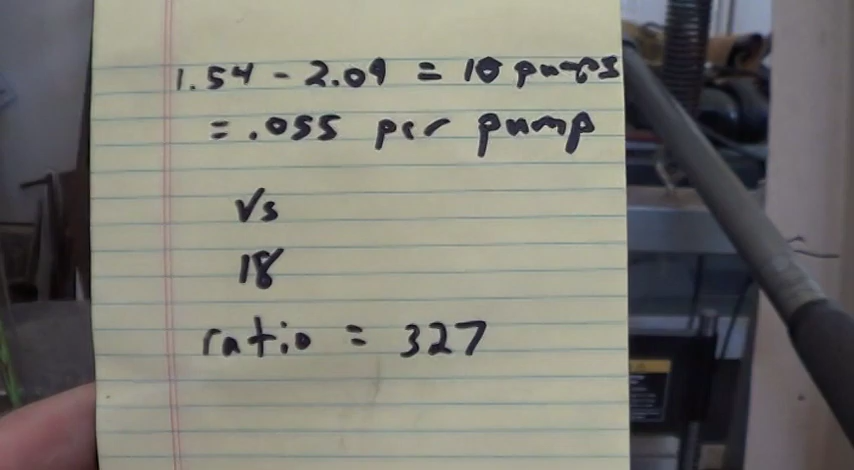 1.54 - 2.09 = 10 pumps
= .055 per pump
Vs
18
ratio = 327